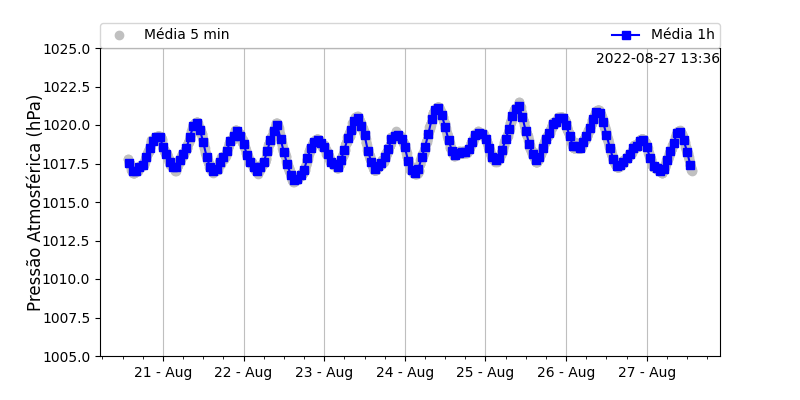 Média 5 min
Média 1h
2022-08-27 13:36
Pressão Atmosférica (hPa)
1025.0
1022.5
1020.0
1017.5
1015.0
1012.5
1010.0
1007.5
1005.0
21 - Aug
22 - Aug
23 - Aug
24 - Aug
25 - Aug
26 - Aug
27 - Aug